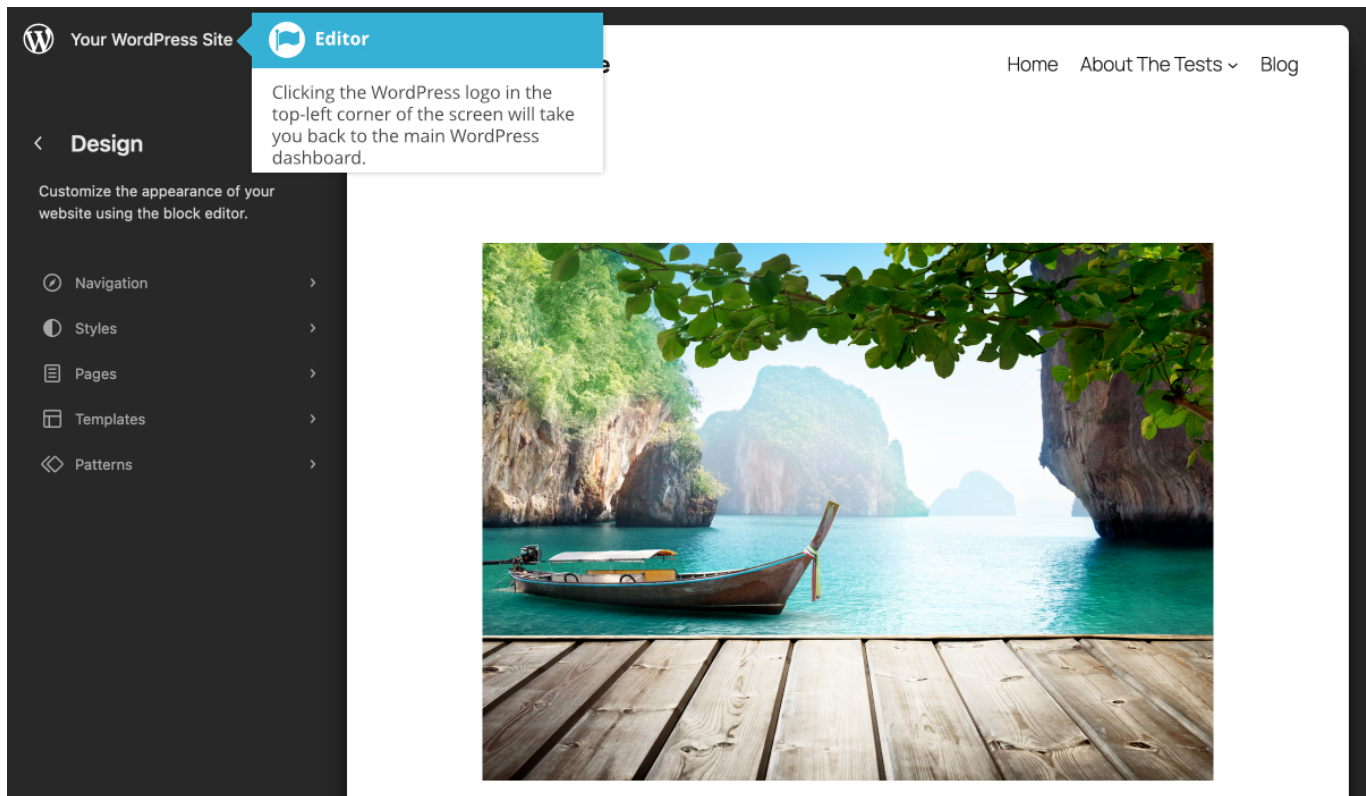 Your WordPress Site
Editor
Clicking the WordPress logo in the
top-left corner of the screen will take
you back to the main WordPress
dashboard.
Home About The Tests Blog
Design
Customize the appearance of your
website using the block editor.
Navigation
Styles
Pages
Templates
Patterns